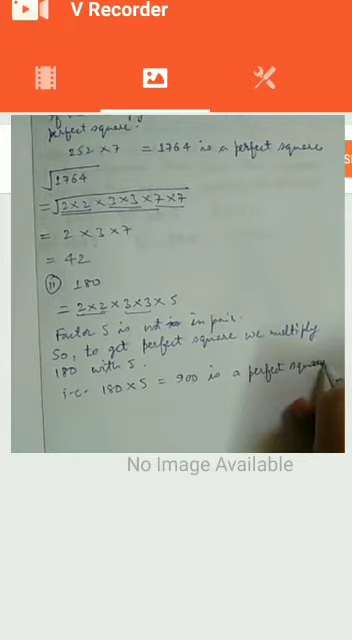 V Recorder
perfect square.
252 × 7 = 1764 is a perfect square
√1764
= √2×2 × 3×3 × 7×7
= 2 × 3 × 7
= 42
(ii) 180
= 2×2 × 3×3 × 5
Factor 5 is not in pair.
So, to get perfect square we multiply
180 with 5.
i.e. 180 × 5 = 900 is a perfect square
No Image Available